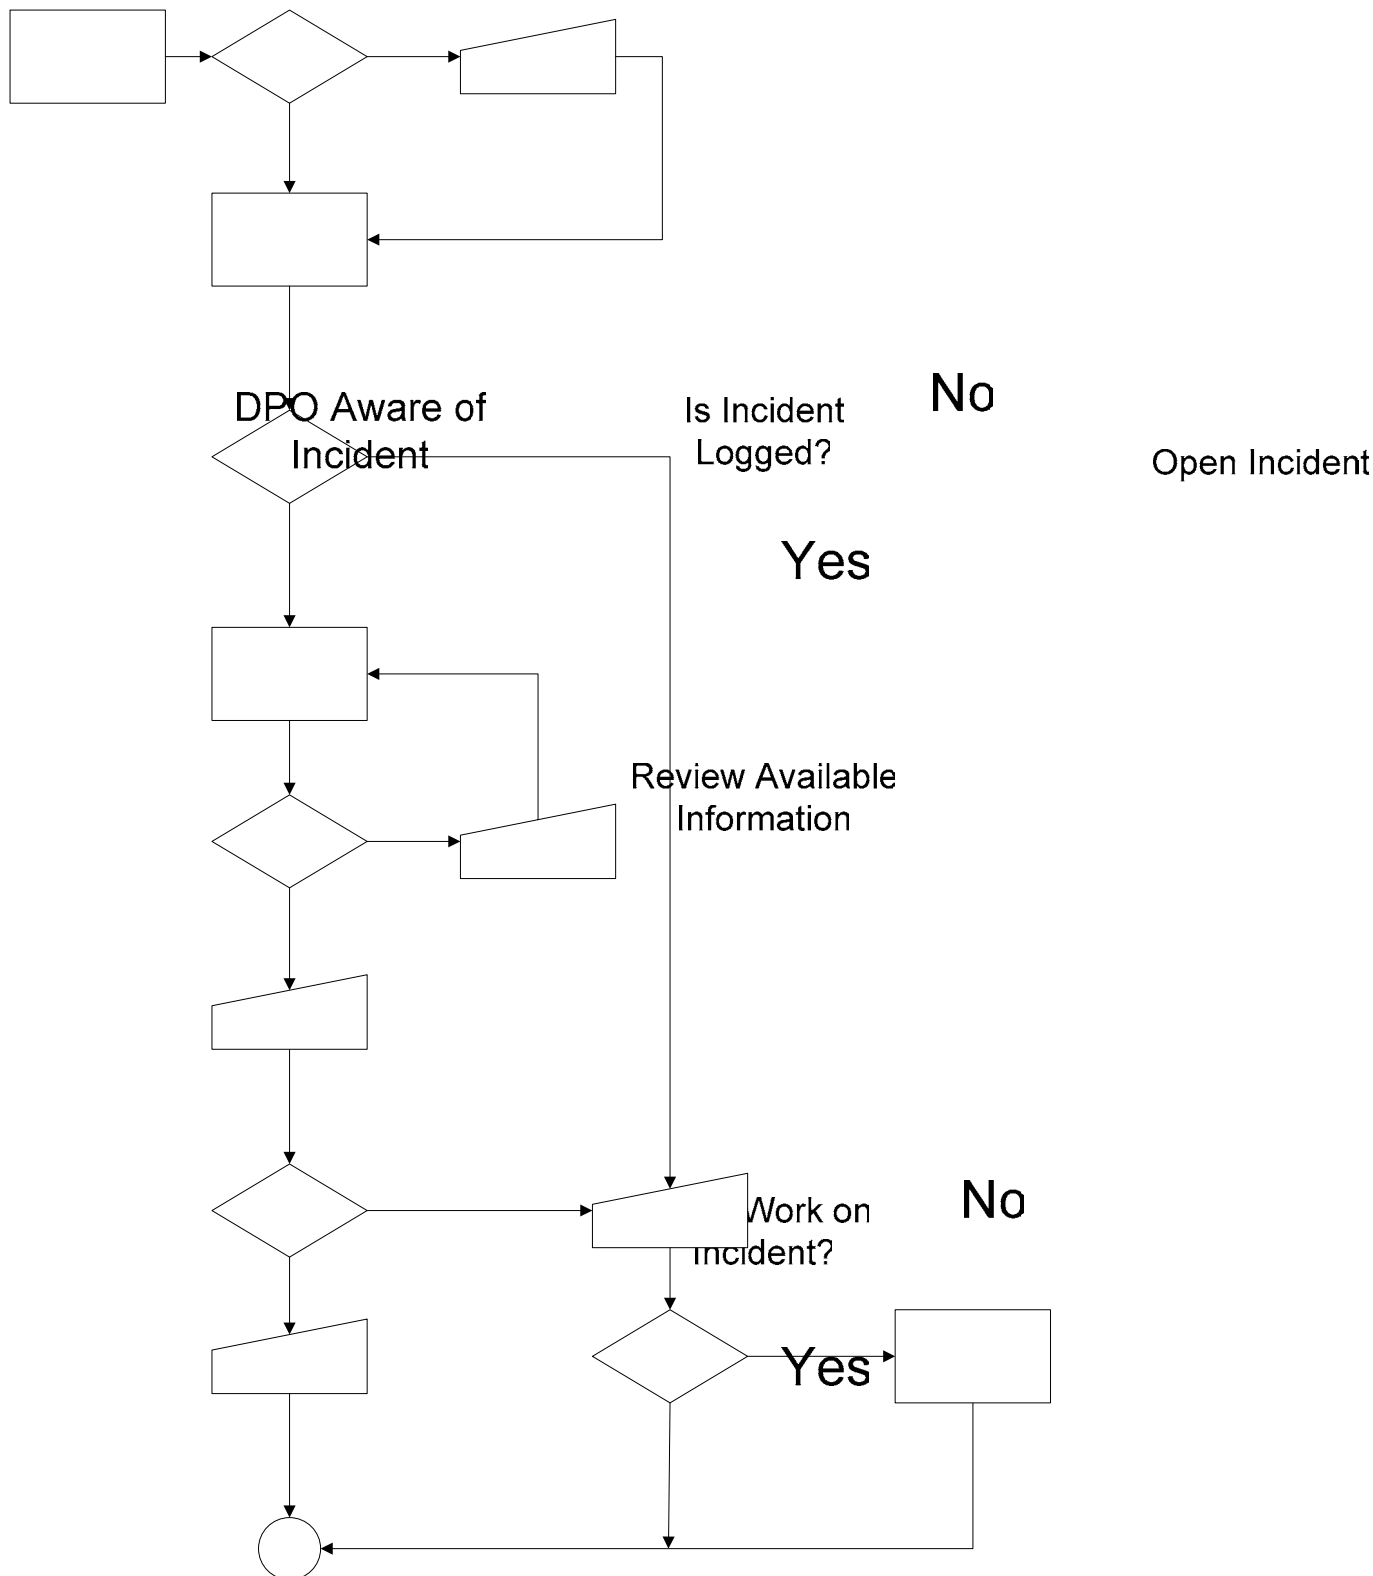 DPO Aware of
Incident
Is Incident
Logged?
No
Open Incident
Yes
Review Available
Information
Work on
Incident?
No
Yes